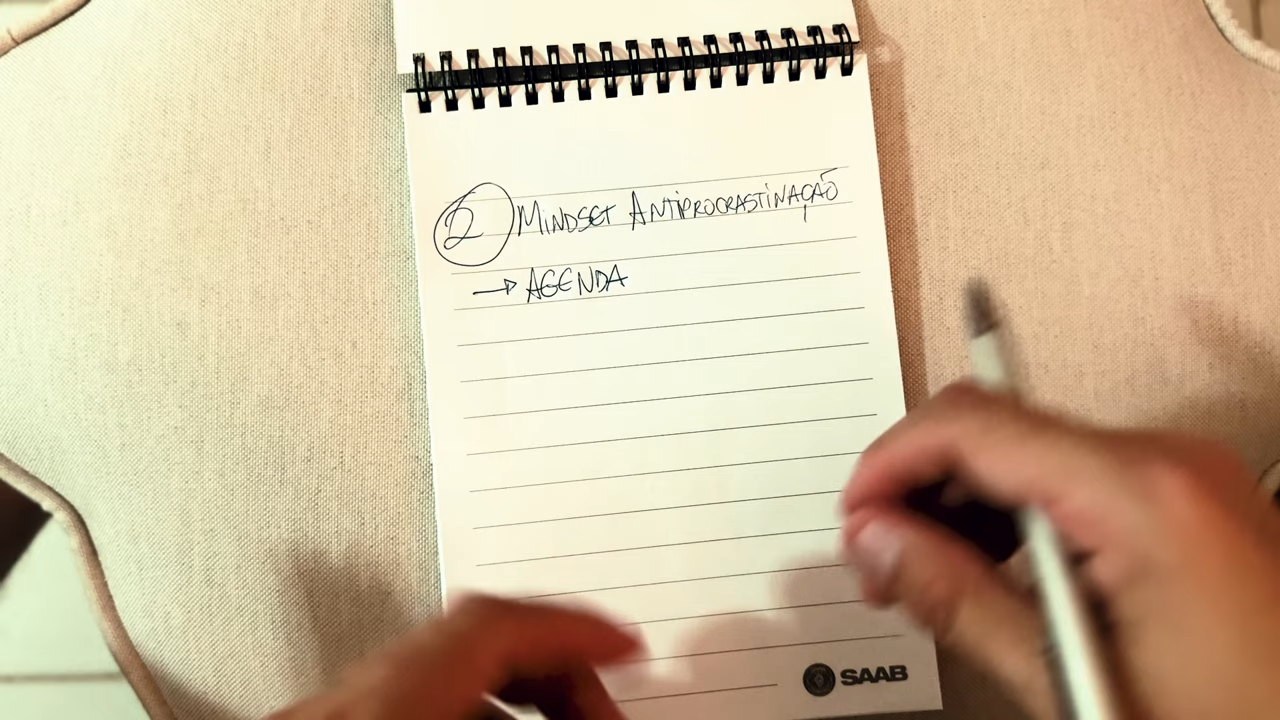 2 MINDSET ANTIPROCRASTINAÇÃO
→ AGENDA
SAAB